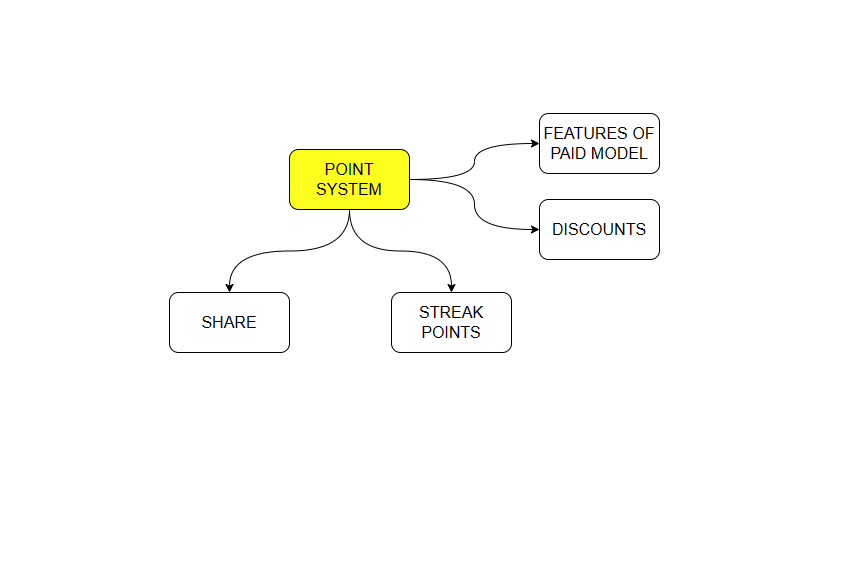 FEATURES OF
PAID MODEL
POINT
SYSTEM
DISCOUNTS
SHARE
STREAK
POINTS